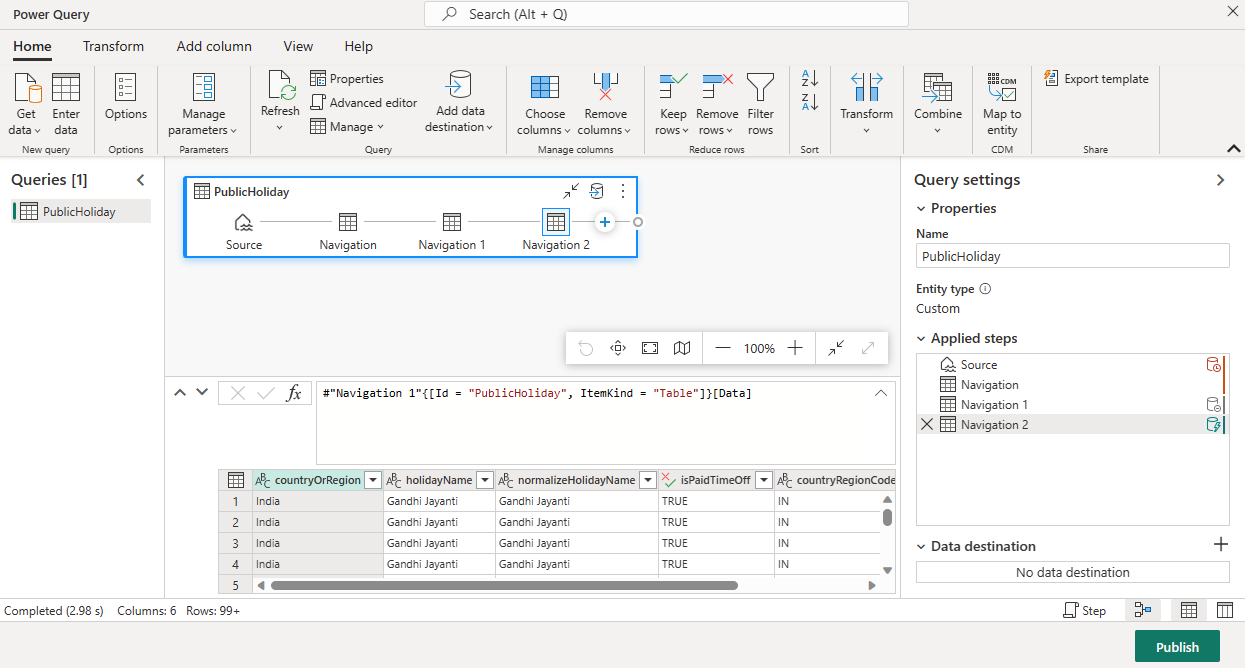 Power Query
Search (Alt + Q)
Home Transform Add column View Help
Get data
Enter data
New query
Options
Options
Manage parameters
Parameters
Refresh
Properties
Advanced editor
Manage
Add data destination
Query
Choose columns
Remove columns
Manage columns
Keep rows
Remove rows
Filter rows
Reduce rows
A
Z
Z
A
Sort
Transform
Combine
CDM
Map to entity
CDM
Export template
Share
Queries [1]
PublicHoliday
PublicHoliday
Source Navigation Navigation 1 Navigation 2
100%
fx
#"Navigation 1"{[Id = "PublicHoliday", ItemKind = "Table"]}[Data]
ABC countryOrRegion ABC holidayName ABC normalizeHolidayName isPaidTimeOff ABC countryRegionCode
1 India Gandhi Jayanti Gandhi Jayanti TRUE IN
2 India Gandhi Jayanti Gandhi Jayanti TRUE IN
3 India Gandhi Jayanti Gandhi Jayanti TRUE IN
4 India Gandhi Jayanti Gandhi Jayanti TRUE IN
5
Query settings
Properties
Name
PublicHoliday
Entity type
Custom
Applied steps
Source
Navigation
Navigation 1
Navigation 2
Data destination
No data destination
Completed (2.98 s) Columns: 6 Rows: 99+
Step
Publish